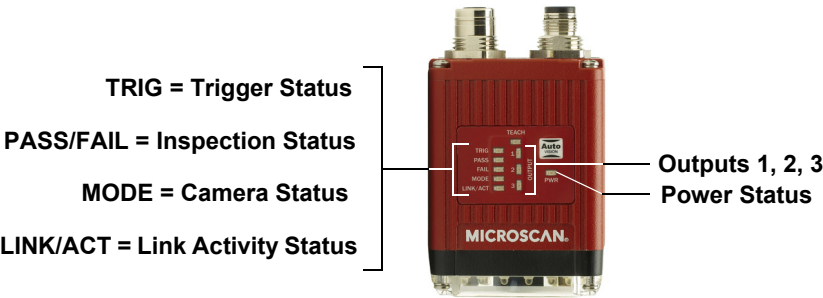 TRIG = Trigger Status
PASS/FAIL = Inspection Status
MODE = Camera Status
LINK/ACT = Link Activity Status
TEACH
TRIG
PASS
FAIL
MODE
LINK/ACT
1
2
3
OUTPUT
Auto
VISION
PWR
MICROSCAN®
Outputs 1, 2, 3
Power Status